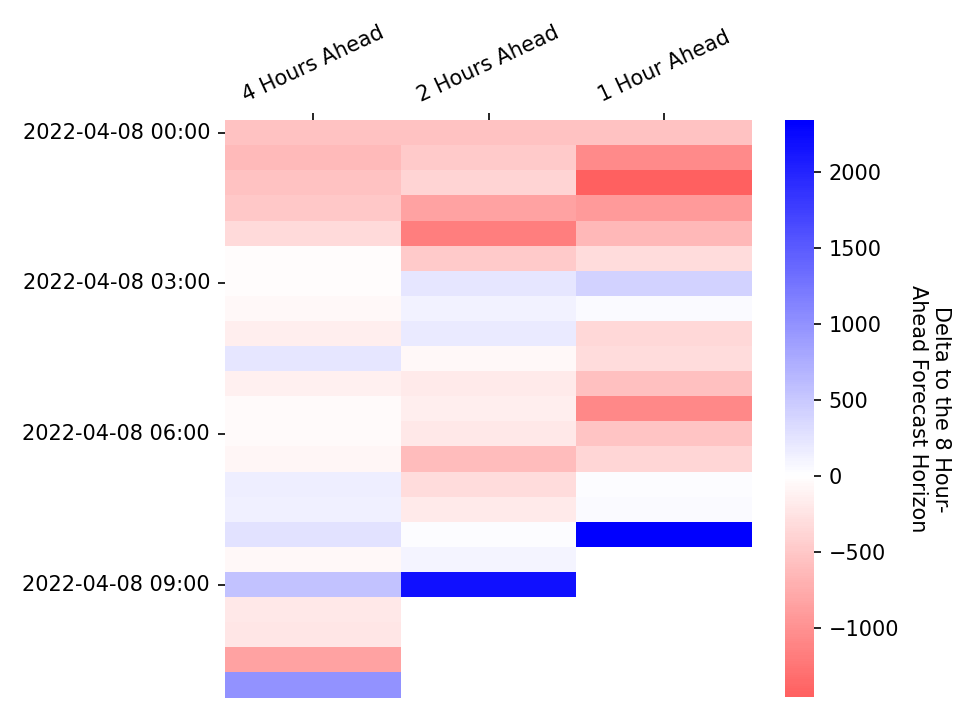 4 Hours Ahead
2 Hours Ahead
1 Hour Ahead
2022-04-08 00:00
2022-04-08 03:00
2022-04-08 06:00
2022-04-08 09:00
2000
1500
1000
500
0
−500
−1000
Delta to the 8 Hour-
Ahead Forecast Horizon